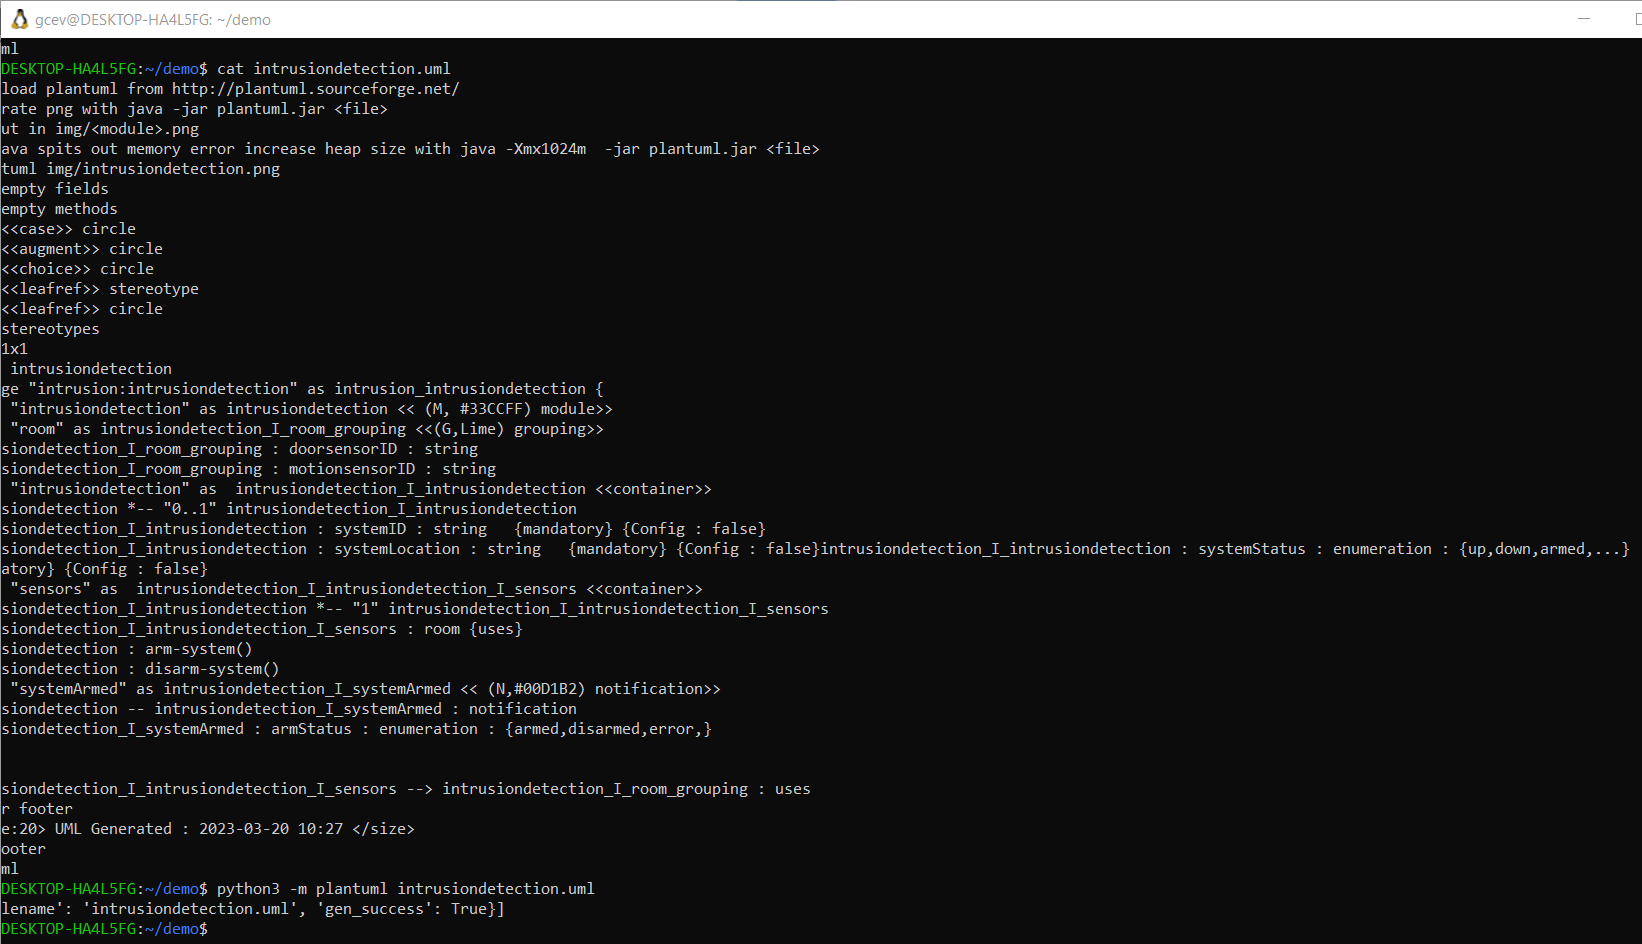 gcev@DESKTOP-HA4L5FG: ~/demo
ml
DESKTOP-HA4L5FG:~/demo$ cat intrusiondetection.uml
load plantuml from http://plantuml.sourceforge.net/
rate png with java -jar plantuml.jar <file>
ut in img/<module>.png
ava spits out memory error increase heap size with java -Xmx1024m  -jar plantuml.jar <file>
tuml img/intrusiondetection.png
empty fields
empty methods
<<case>> circle
<<augment>> circle
<<choice>> circle
<<leafref>> stereotype
<<leafref>> circle
stereotypes
1x1
 intrusiondetection
ge "intrusion:intrusiondetection" as intrusion_intrusiondetection {
 "intrusiondetection" as intrusiondetection << (M, #33CCFF) module>>
 "room" as intrusiondetection_I_room_grouping <<(G,Lime) grouping>>
siondetection_I_room_grouping : doorsensorID : string
siondetection_I_room_grouping : motionsensorID : string
 "intrusiondetection" as  intrusiondetection_I_intrusiondetection <<container>>
siondetection *-- "0..1" intrusiondetection_I_intrusiondetection
siondetection_I_intrusiondetection : systemID : string   {mandatory} {Config : false}
siondetection_I_intrusiondetection : systemLocation : string   {mandatory} {Config : false}intrusiondetection_I_intrusiondetection : systemStatus : enumeration : {up,down,armed,...}
atory} {Config : false}
 "sensors" as  intrusiondetection_I_intrusiondetection_I_sensors <<container>>
siondetection_I_intrusiondetection *-- "1" intrusiondetection_I_intrusiondetection_I_sensors
siondetection_I_intrusiondetection_I_sensors : room {uses}
siondetection : arm-system()
siondetection : disarm-system()
 "systemArmed" as intrusiondetection_I_systemArmed << (N,#00D1B2) notification>>
siondetection -- intrusiondetection_I_systemArmed : notification
siondetection_I_systemArmed : armStatus : enumeration : {armed,disarmed,error,}
siondetection_I_intrusiondetection_I_sensors --> intrusiondetection_I_room_grouping : uses
r footer
e:20> UML Generated : 2023-03-20 10:27 </size>
ooter
ml
DESKTOP-HA4L5FG:~/demo$ python3 -m plantuml intrusiondetection.uml
lename': 'intrusiondetection.uml', 'gen_success': True}]
DESKTOP-HA4L5FG:~/demo$